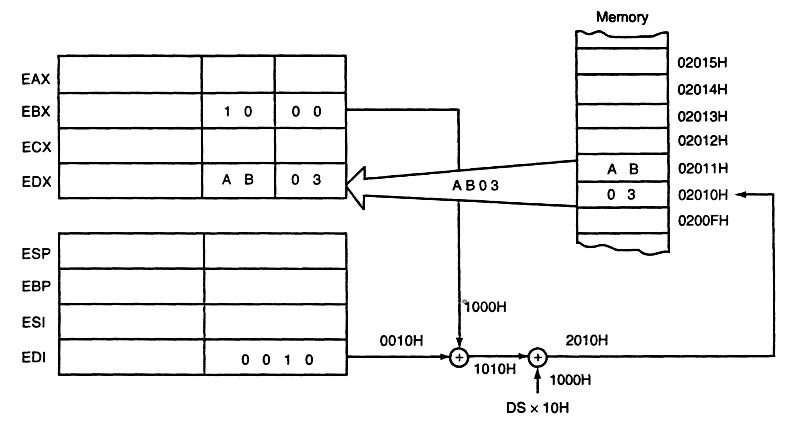 Memory
EAX
EBX 1 0 0 0
ECX
EDX A B 0 3
A B 0 3
02015H
02014H
02013H
02012H
A B 02011H
0 3 02010H
0200FH
ESP
EBP
ESI
EDI 0 0 1 0
0010H
1000H
1010H
2010H
1000H
DS × 10H